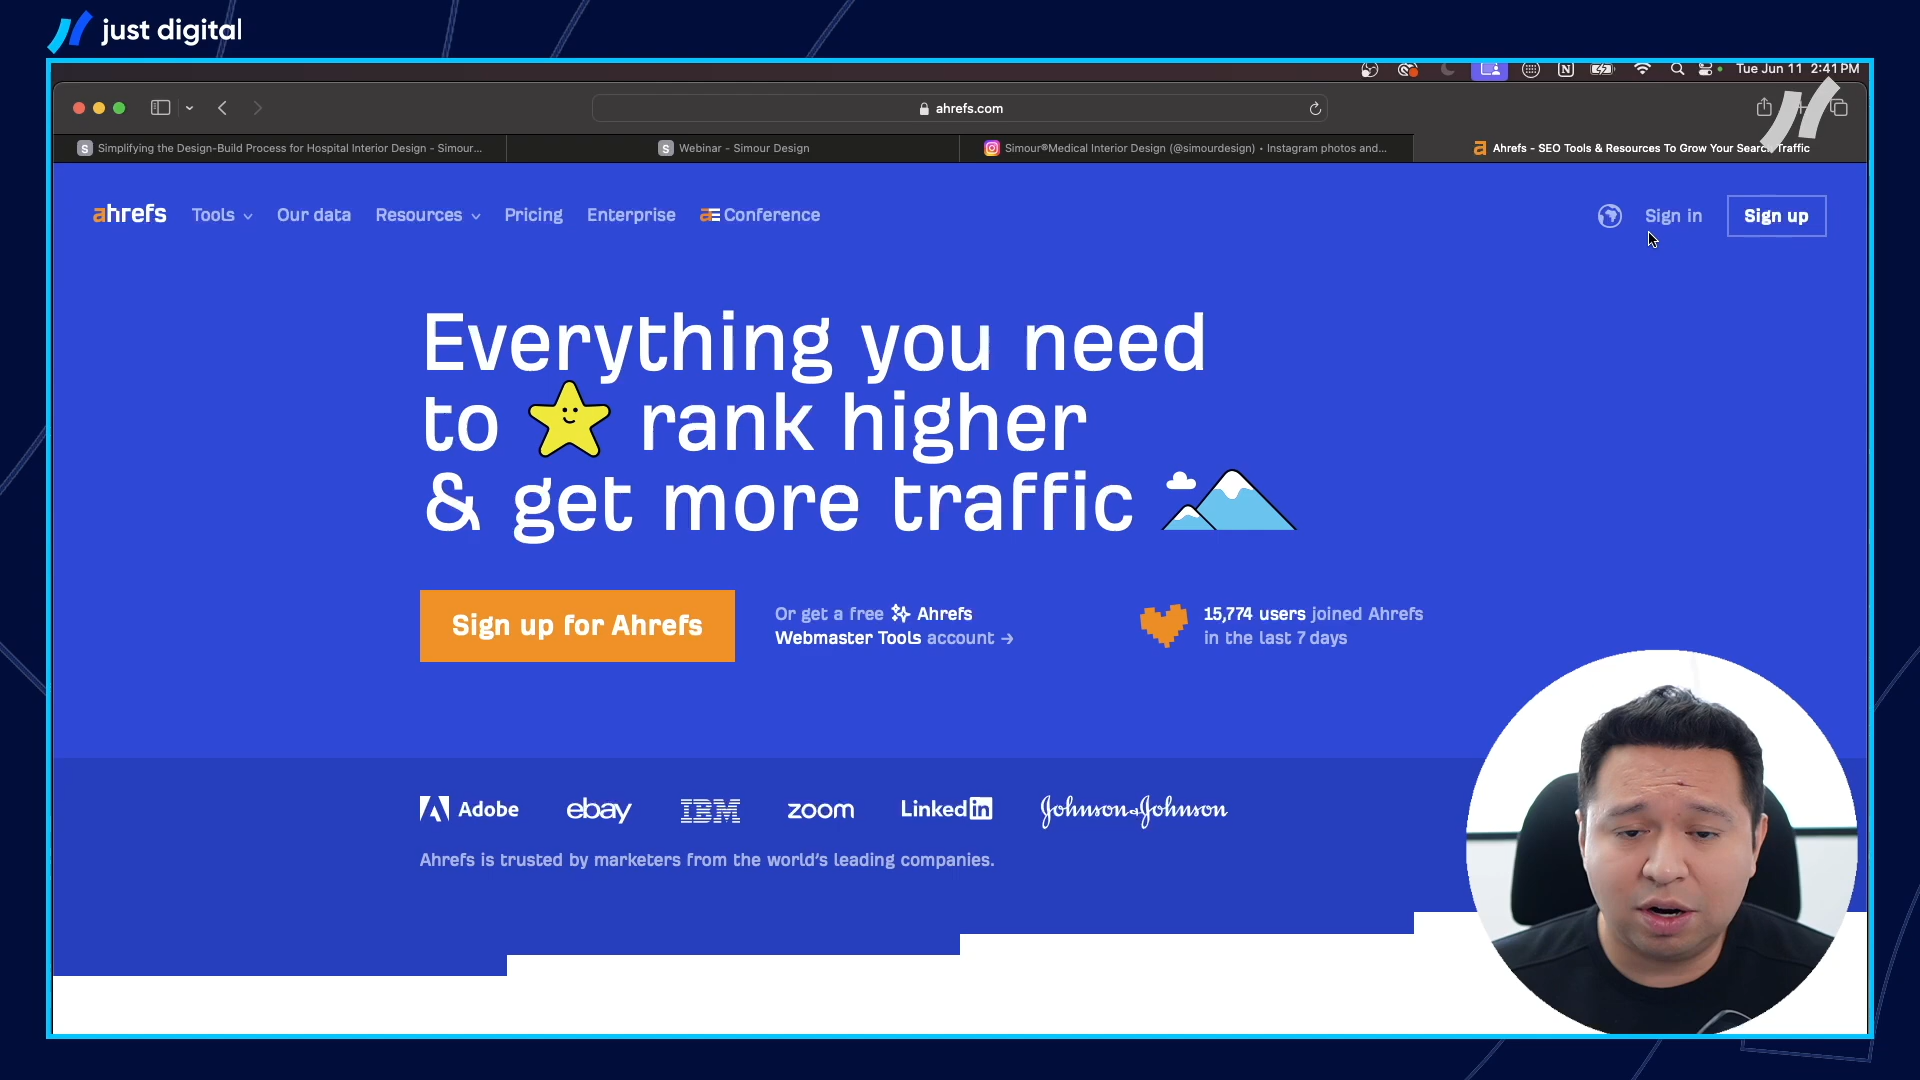 just digital
Tue Jun 11 2:41 PM
ahrefs.com
Simplifying the Design-Build Process for Hospital Interior Design - Simour...
Webinar - Simour Design
Simour®Medical Interior Design (@simourdesign) • Instagram photos and...
Ahrefs - SEO Tools & Resources To Grow Your Search Traffic
ahrefs Tools Our data Resources Pricing Enterprise Conference Sign in Sign up
Everything you need
to rank higher
& get more traffic
Sign up for Ahrefs
Or get a free Ahrefs
Webmaster Tools account →
15,774 users joined Ahrefs
in the last 7 days
Adobe ebay IBM zoom LinkedIn Johnson&Johnson
Ahrefs is trusted by marketers from the world's leading companies.